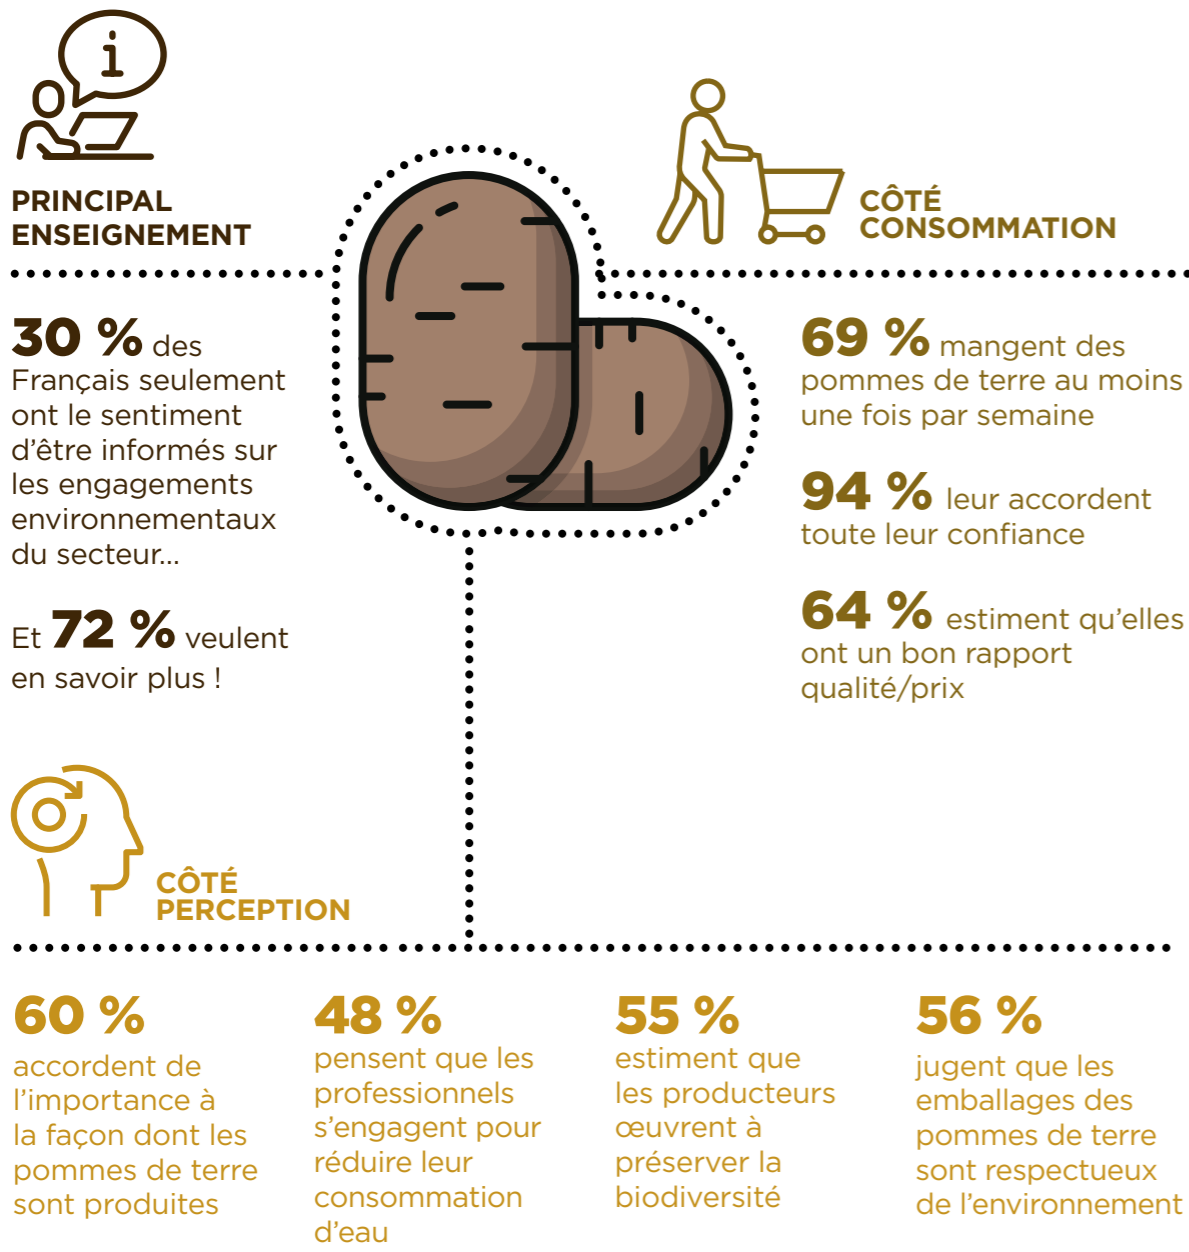 i
PRINCIPAL
ENSEIGNEMENT
30 % des
Français seulement
ont le sentiment
d’être informés sur
les engagements
environnementaux
du secteur...
Et 72 % veulent
en savoir plus !
CÔTÉ
CONSOMMATION
69 % mangent des
pommes de terre au moins
une fois par semaine
94 % leur accordent
toute leur confiance
64 % estiment qu’elles
ont un bon rapport
qualité/prix
CÔTÉ
PERCEPTION
60 %
accordent de
l’importance à
la façon dont les
pommes de terre
sont produites
48 %
pensent que les
professionnels
s’engagent pour
réduire leur
consommation
d’eau
55 %
estiment que
les producteurs
œuvrent à
préserver la
biodiversité
56 %
jugent que les
emballages des
pommes de terre
sont respectueux
de l’environnement